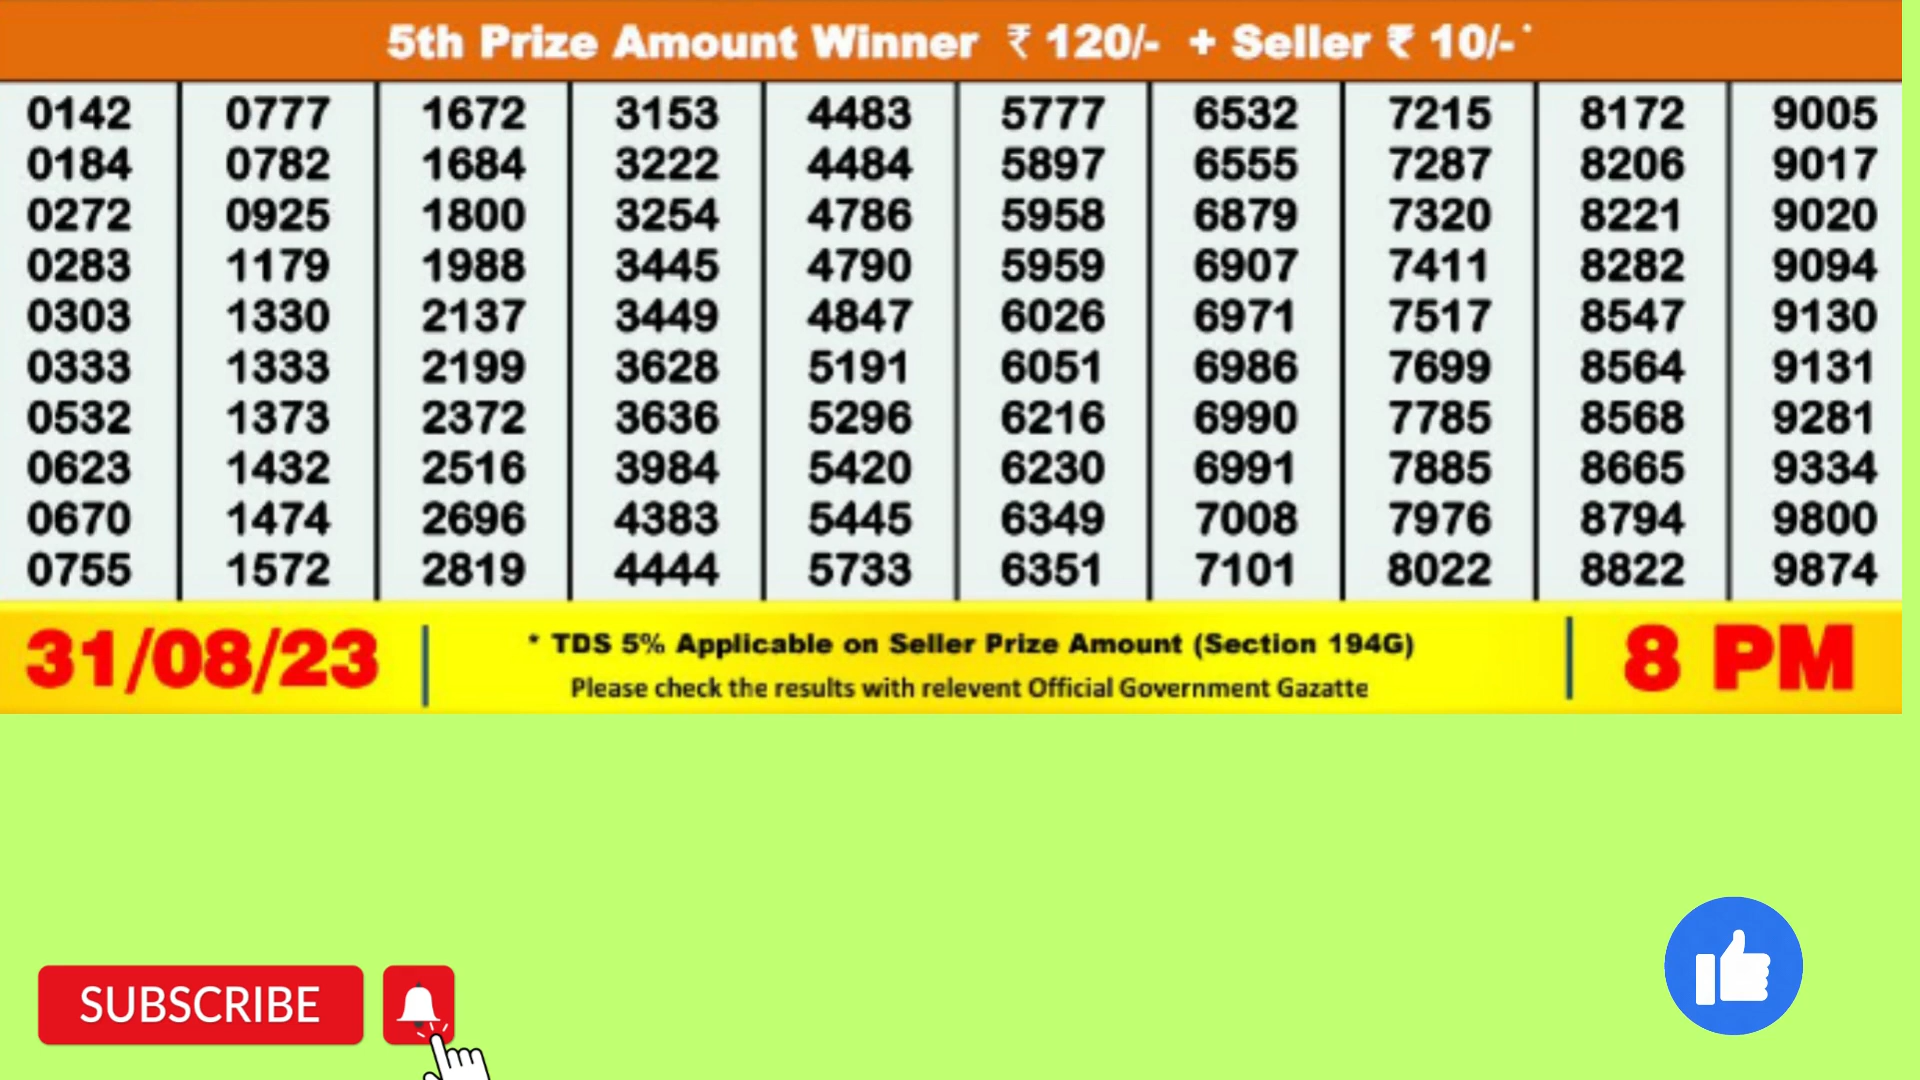 5th Prize Amount Winner ₹ 120/- + Seller ₹ 10/-*
0142 0777 1672 3153 4483 5777 6532 7215 8172 9005
0184 0782 1684 3222 4484 5897 6555 7287 8206 9017
0272 0925 1800 3254 4786 5958 6879 7320 8221 9020
0283 1179 1988 3445 4790 5959 6907 7411 8282 9094
0303 1330 2137 3449 4847 6026 6971 7517 8547 9130
0333 1333 2199 3628 5191 6051 6986 7699 8564 9131
0532 1373 2372 3636 5296 6216 6990 7785 8568 9281
0623 1432 2516 3984 5420 6230 6991 7885 8665 9334
0670 1474 2696 4383 5445 6349 7008 7976 8794 9800
0755 1572 2819 4444 5733 6351 7101 8022 8822 9874
31/08/23
* TDS 5% Applicable on Seller Prize Amount (Section 194G)
Please check the results with relevent Official Government Gazatte
8 PM
SUBSCRIBE